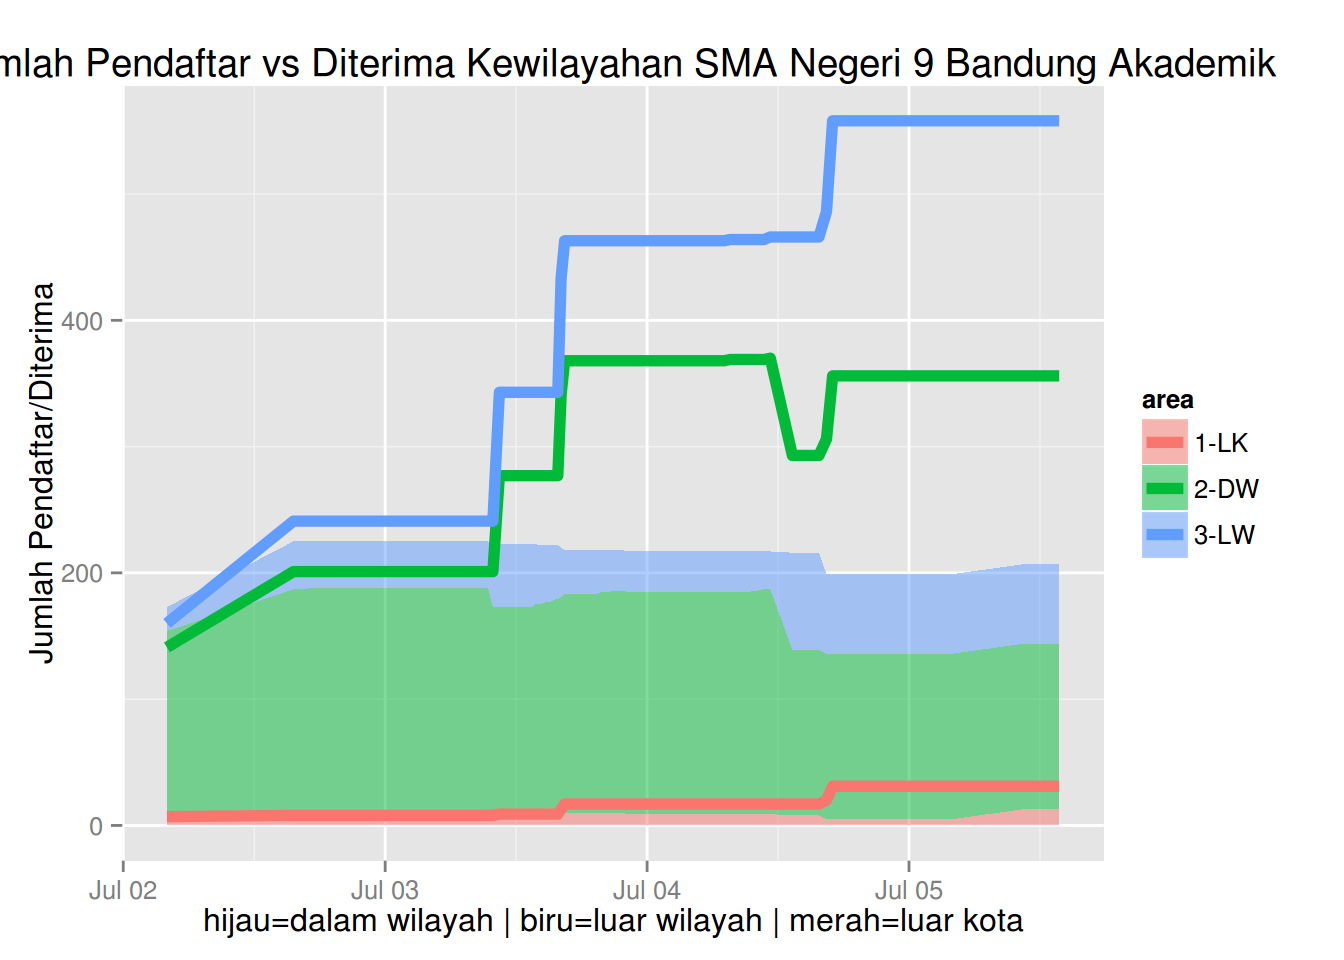 mlah Pendaftar vs Diterima Kewilayahan SMA Negeri 9 Bandung Akademik
Jumlah Pendaftar/Diterima
400
200
0
Jul 02
Jul 03
Jul 04
Jul 05
hijau=dalam wilayah | biru=luar wilayah | merah=luar kota
area
1-LK
2-DW
3-LW